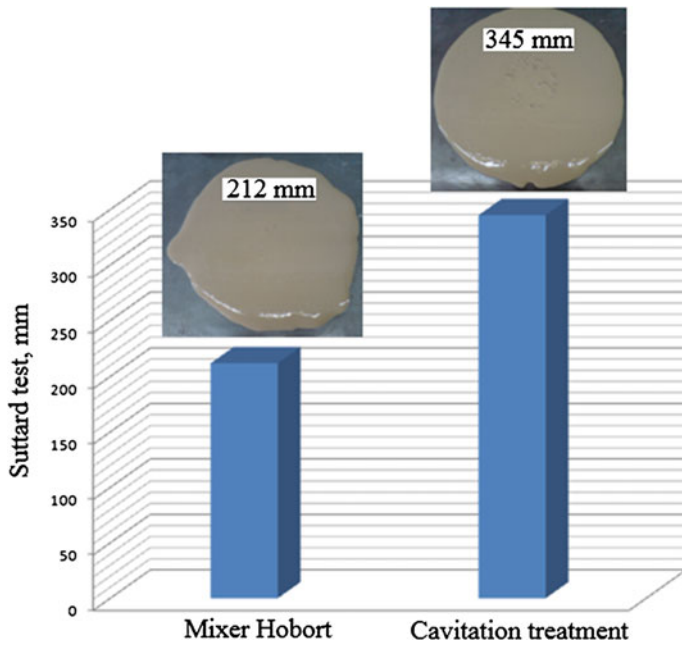 345 mm
212 mm
350
300
250
200
150
100
50
0
Suttard test, mm
Mixer Hobort
Cavitation treatment